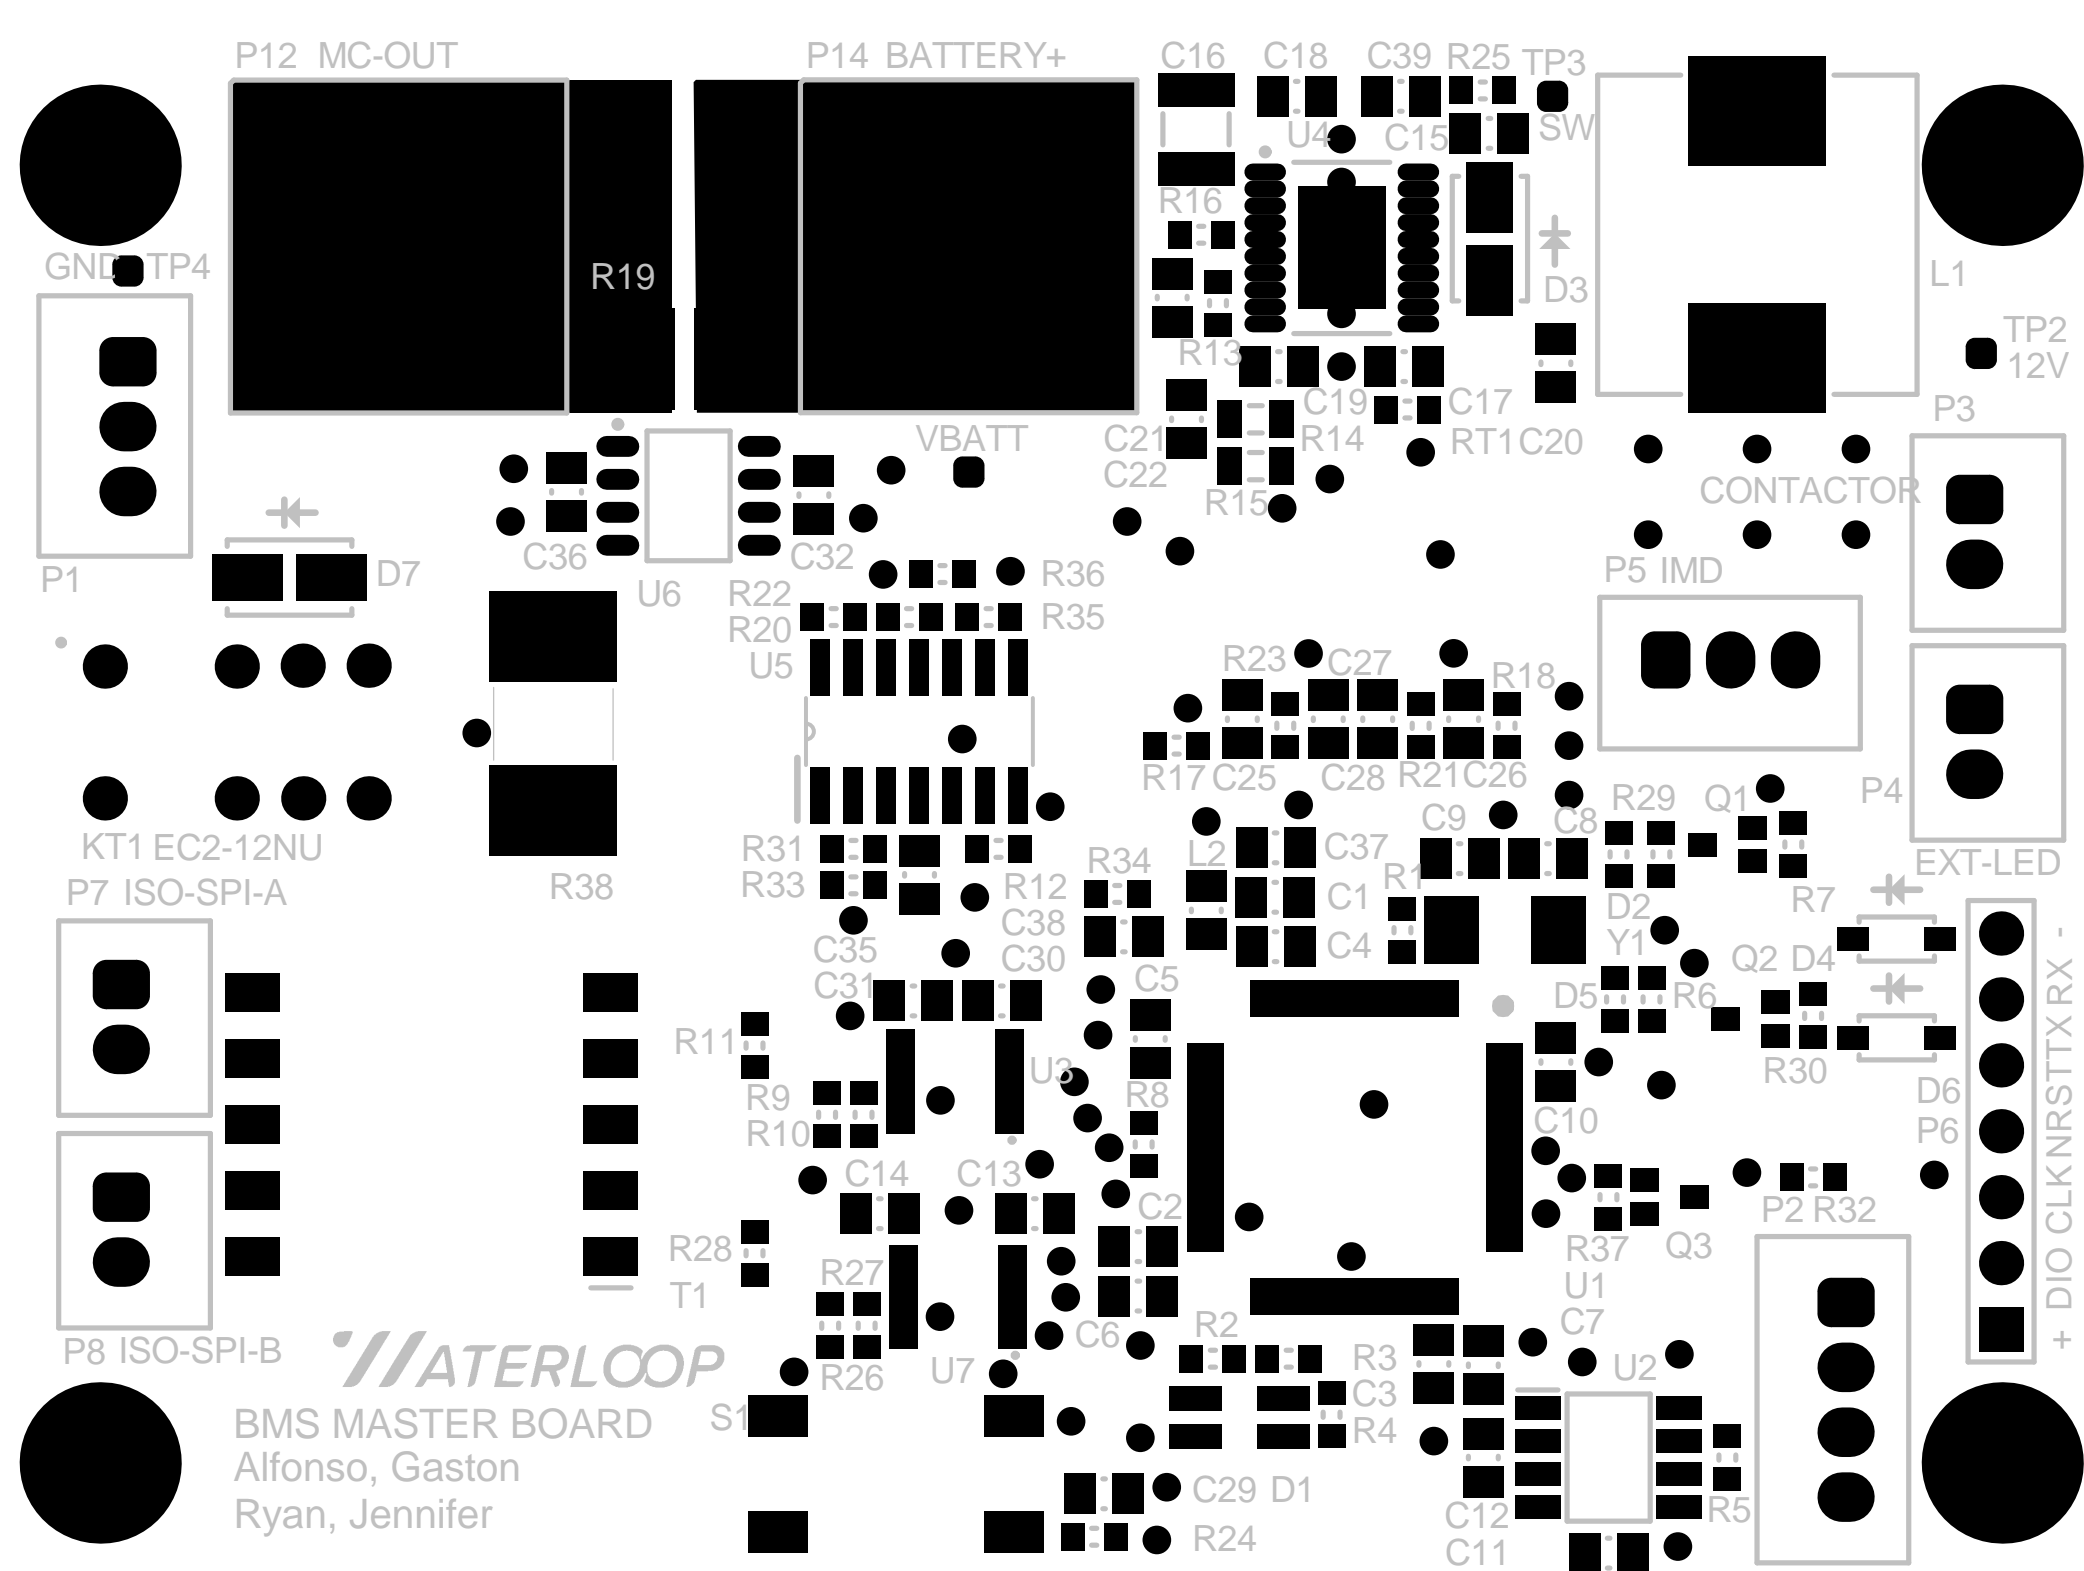 P12 MC-OUT
P14 BATTERY+
C16
C18
C39
R25
TP3
SW
U4
C15
R16
GND TP4
R19
D3
L1
TP2
12V
R13
C19
C17
P3
C21
R14
RT1 C20
C22
R15
VBATT
CONTACTOR
C36
C32
P1
D7
U6
R22
R36
R20
R35
U5
P5 IMD
R23
C27
R18
R17 C25
C28
R21 C26
P4
R29
Q1
C9
C8
KT1 EC2-12NU
R31
R34
L2
C37
EXT-LED
P7 ISO-SPI-A
R38
R33
R12
R1
C1
D2
R7
C35
C38
C4
Y1
C31
C30
C5
D5
R6
Q2 D4
R11
U3
R8
R30
D6
R9
R10
C10
P6
C14
C13
C2
P2 R32
R28
R27
R37
Q3
T1
U1
C6
R2
C7
P8 ISO-SPI-B
R26
U7
R3
U2
WATERLOOP
C3
S1
R4
BMS MASTER BOARD
Alfonso, Gaston
Ryan, Jennifer
C29 D1
C12
R5
R24
C11
+ DIO CLK NRST TX RX -